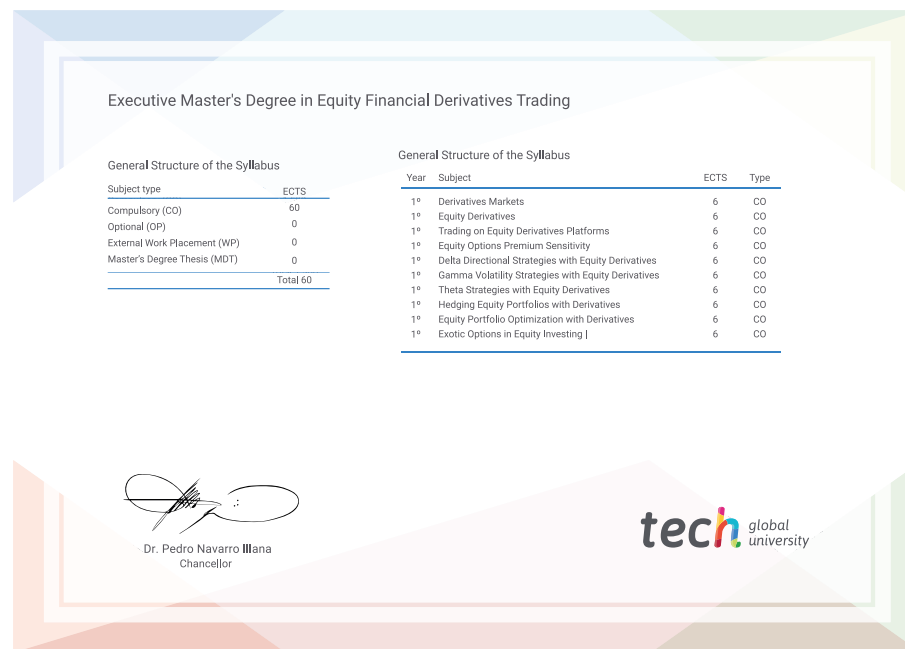 Executive Master's Degree in Equity Financial Derivatives Trading
General Structure of the Syllabus
Subject type ECTS
Compulsory (CO) 60
Optional (OP) 0
External Work Placement (WP) 0
Master's Degree Thesis (MDT) 0
Total 60
General Structure of the Syllabus
Year Subject ECTS Type
1º Derivatives Markets 6 CO
1º Equity Derivatives 6 CO
1º Trading on Equity Derivatives Platforms 6 CO
1º Equity Options Premium Sensitivity 6 CO
1º Delta Directional Strategies with Equity Derivatives 6 CO
1º Gamma Volatility Strategies with Equity Derivatives 6 CO
1º Theta Strategies with Equity Derivatives 6 CO
1º Hedging Equity Portfolios with Derivatives 6 CO
1º Equity Portfolio Optimization with Derivatives 6 CO
1º Exotic Options in Equity Investing | 6 CO
Dr. Pedro Navarro Illana
Chancellor
tech global
university